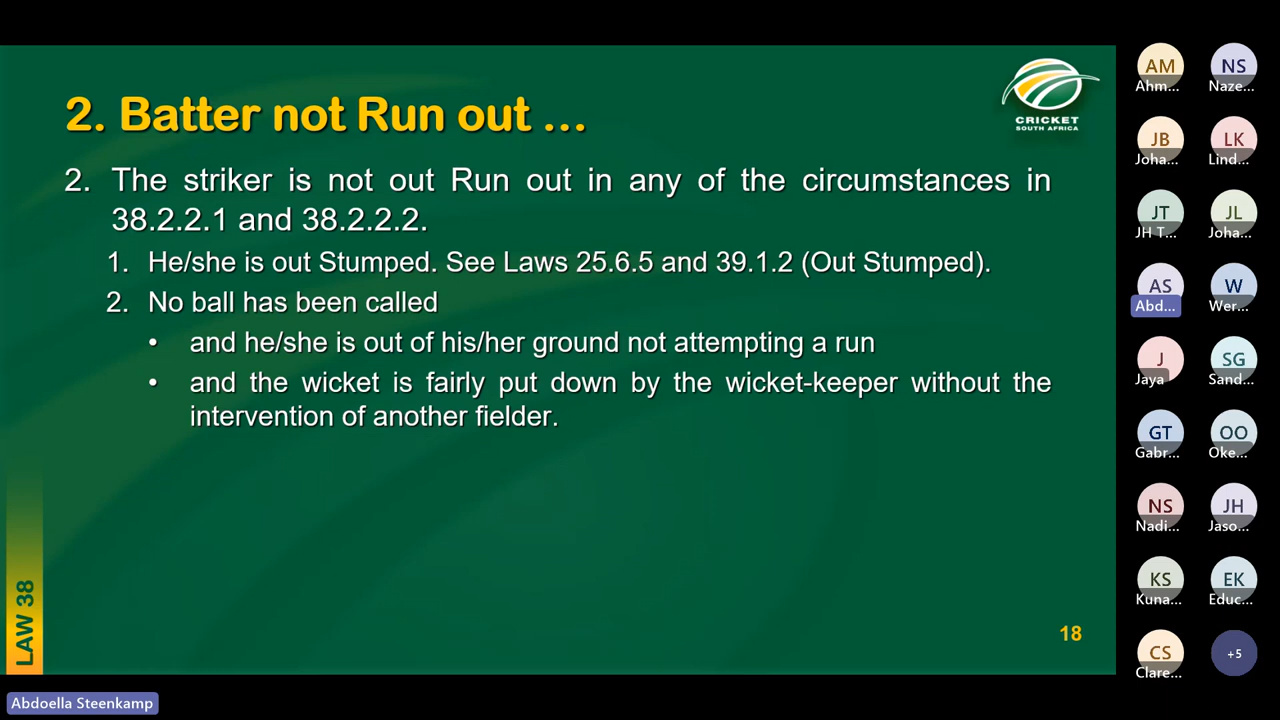 2. Batter not Run out ...
CRICKET
SOUTH AFRICA
2. The striker is not out Run out in any of the circumstances in
38.2.2.1 and 38.2.2.2.
1. He/she is out Stumped. See Laws 25.6.5 and 39.1.2 (Out Stumped).
2. No ball has been called
• and he/she is out of his/her ground not attempting a run
• and the wicket is fairly put down by the wicket-keeper without the
intervention of another fielder.
LAW 38
18
AM
Ahm...
NS
Naze...
JB
Joha...
LK
Lind...
JT
JH T...
JL
Joha...
AS
Abd...
W
Wer...
J
Jaya
SG
Sand...
GT
Gabr...
OO
Oke...
NS
Nadi...
JH
Jaso...
KS
Kuna...
EK
Educ...
CS
Clare...
+5
Abdoella Steenkamp